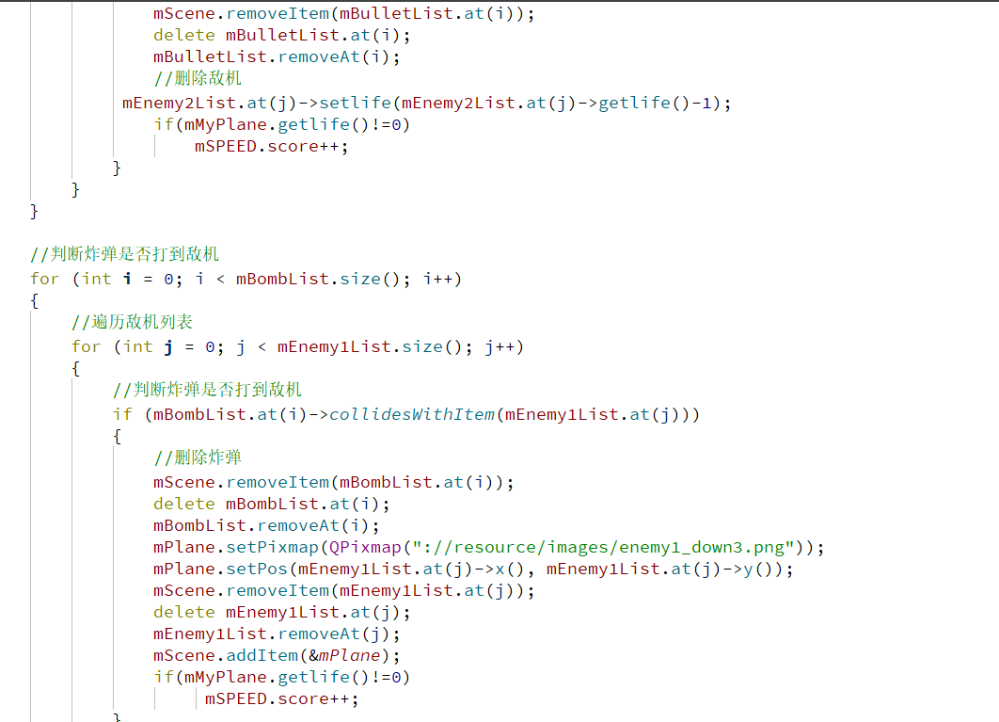 mScene.removeItem(mBulletList.at(i));
delete mBulletList.at(i);
mBulletList.removeAt(i);
//删除敌机
mEnemy2List.at(j)->setlife(mEnemy2List.at(j)->getlife()-1);
if(mMyPlane.getlife()!=0)
mSPEED.score++;
}
}
}
//判断炸弹是否打到敌机
for (int i = 0; i < mBombList.size(); i++)
{
//遍历敌机列表
for (int j = 0; j < mEnemy1List.size(); j++)
{
//判断炸弹是否打到敌机
if (mBombList.at(i)->collidesWithItem(mEnemy1List.at(j)))
{
//删除炸弹
mScene.removeItem(mBombList.at(i));
delete mBombList.at(i);
mBombList.removeAt(i);
mPlane.setPixmap(QPixmap("://resource/images/enemy1_down3.png"));
mPlane.setPos(mEnemy1List.at(j)->x(), mEnemy1List.at(j)->y());
mScene.removeItem(mEnemy1List.at(j));
delete mEnemy1List.at(j);
mEnemy1List.removeAt(j);
mScene.addItem(&mPlane);
if(mMyPlane.getlife()!=0)
mSPEED.score++;
}